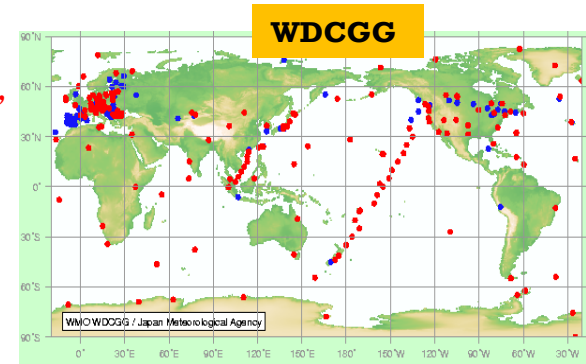 WDCGG
,
90°N
60°N
30°N
0°
30°S
60°S
90°S
WMO WDCGG / Japan Meteorological Agency
0° 30°E 60°E 90°E 120°E 150°E 180° 150°W 120°W 90°W 60°W 30°W